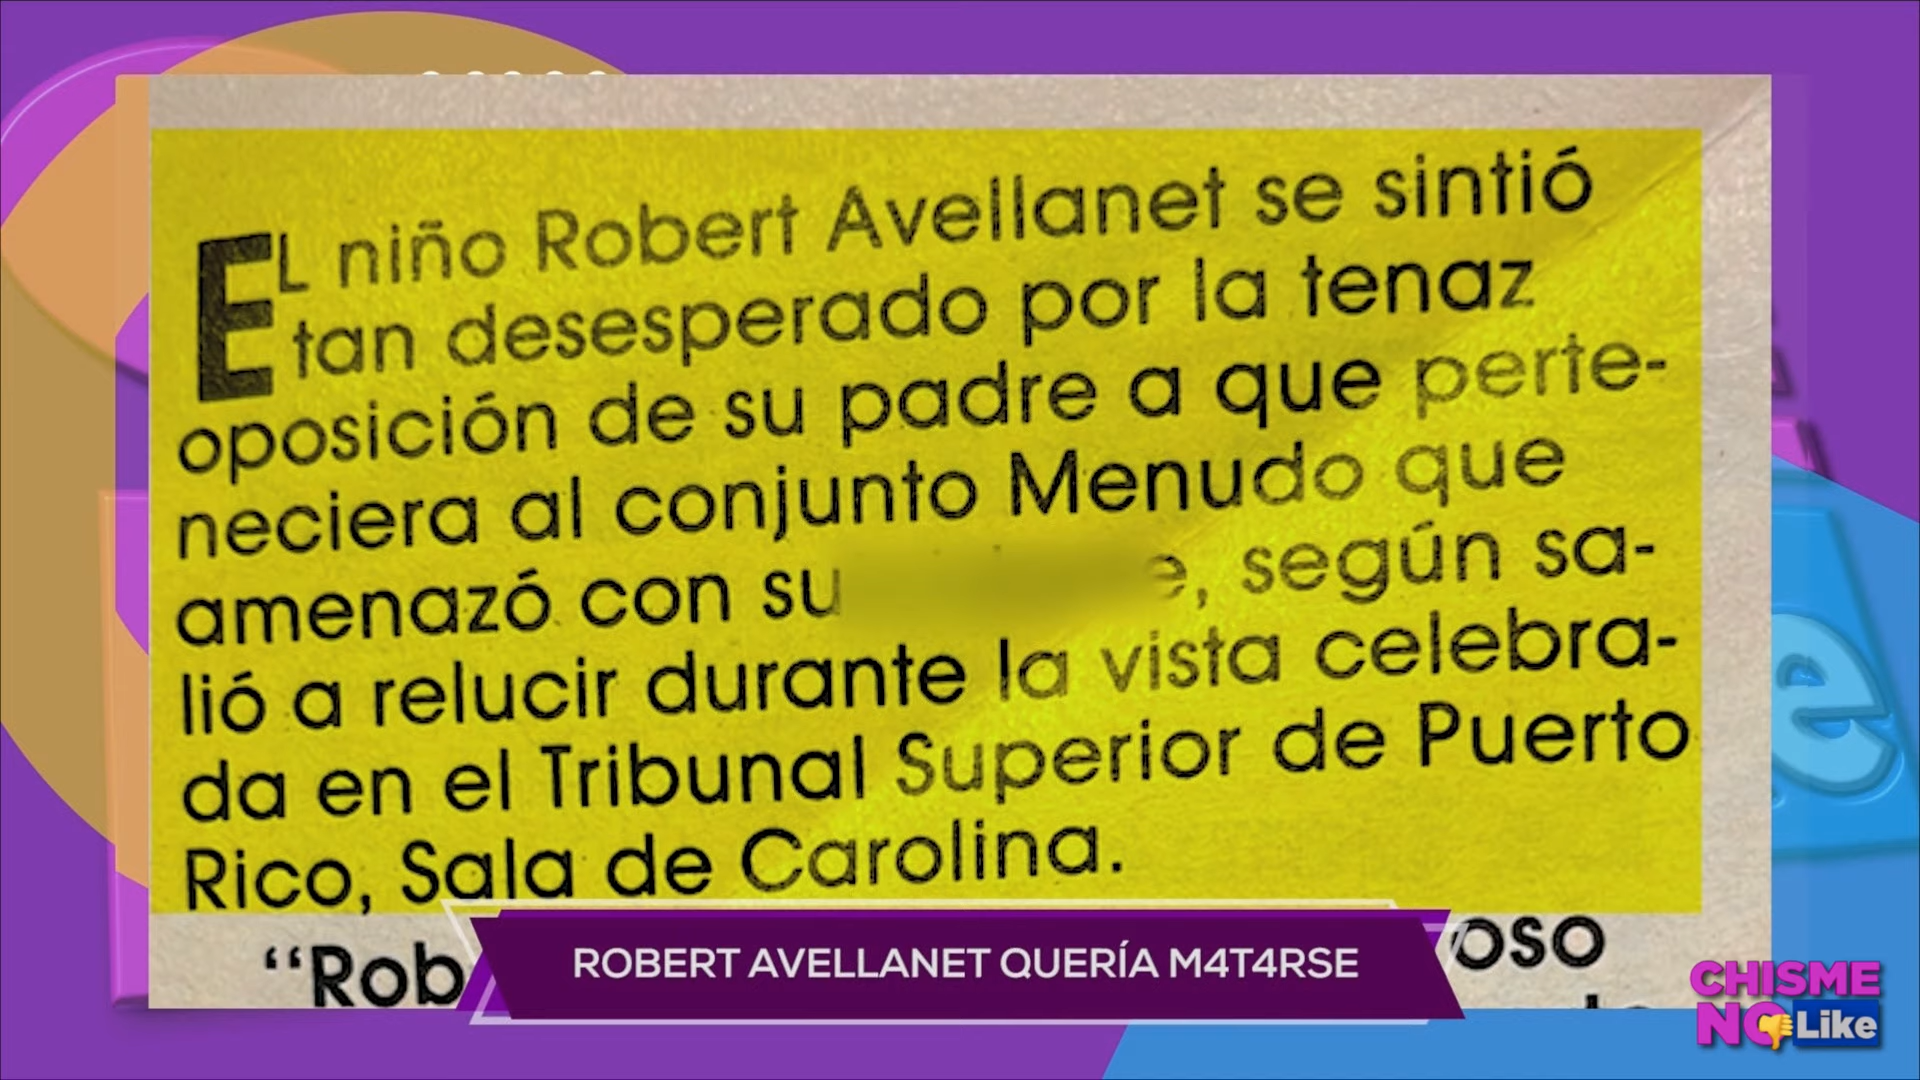 EL niño Robert Avellanet se sintió
tan desesperado por la tenaz
oposición de su padre a que perte-
neciera al conjunto Menudo que
amenazó con su e, según sa-
lió a relucir durante la vista celebra-
da en el Tribunal Superior de Puerto
Rico, Sala de Carolina.
“Rob oso
ROBERT AVELLANET QUERÍA M4T4RSE
CHISME
NO Like